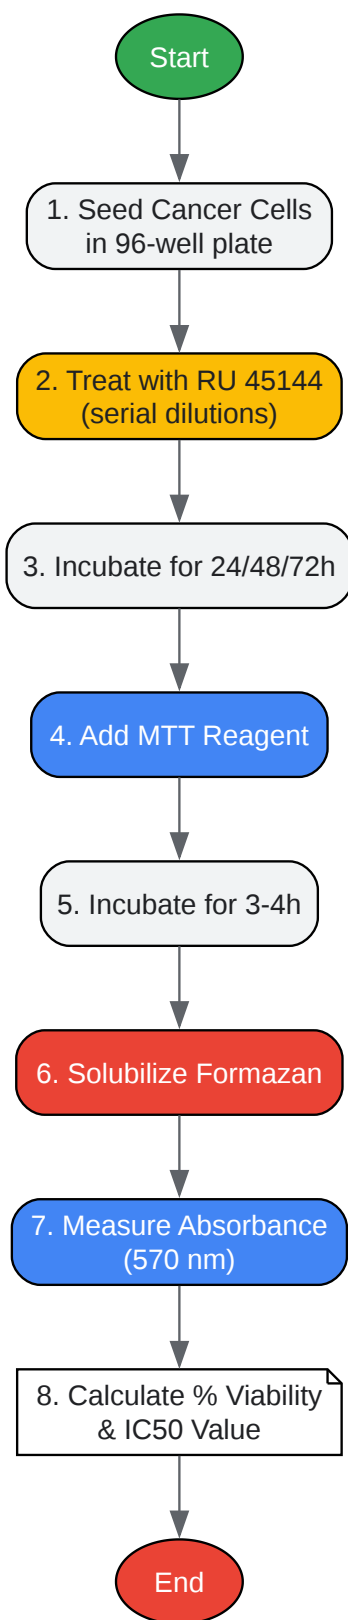 Start
1. Seed Cancer Cells
in 96-well plate
2. Treat with RU 45144
(serial dilutions)
3. Incubate for 24/48/72h
4. Add MTT Reagent
5. Incubate for 3-4h
6. Solubilize Formazan
7. Measure Absorbance
(570 nm)
8. Calculate % Viability
& IC50 Value
End